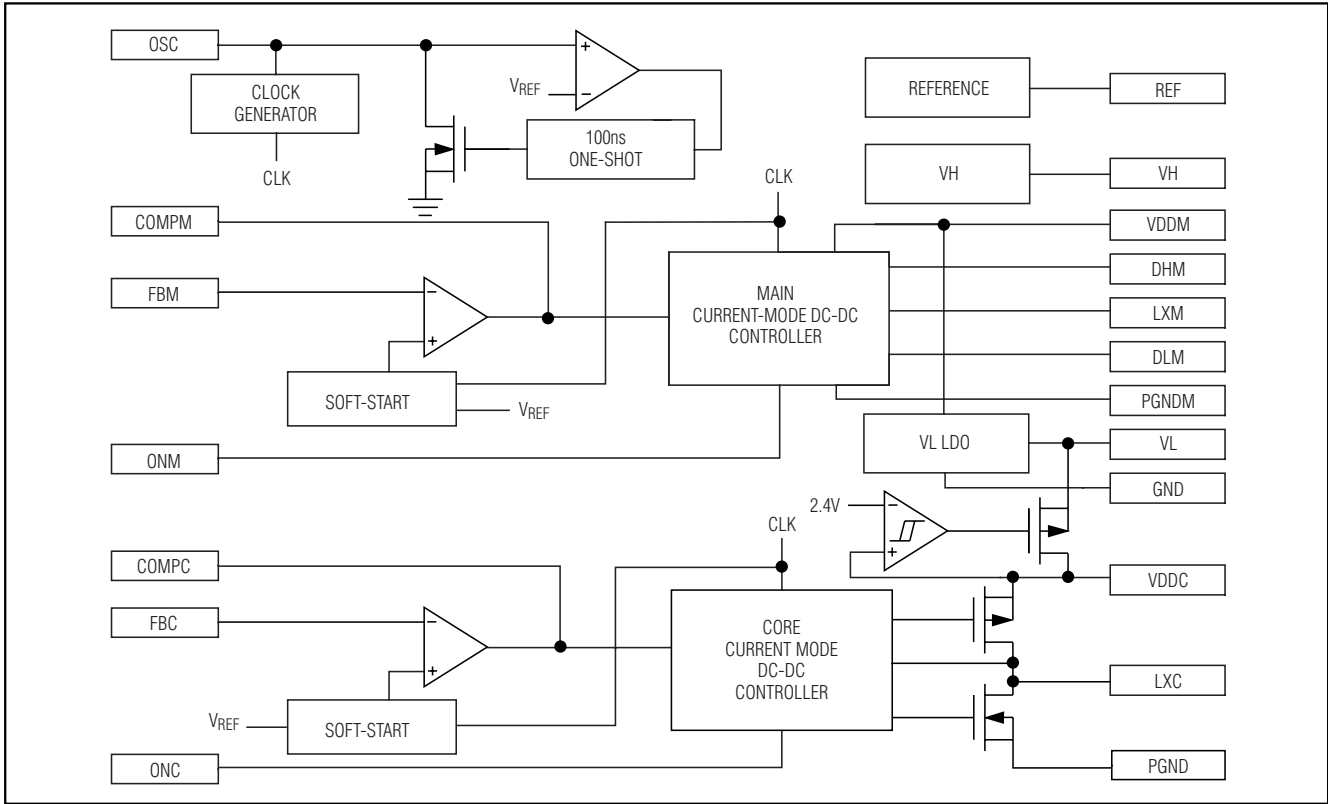 OSC
CLOCK
GENERATOR
CLK
VREF
+
−
100ns
ONE-SHOT
REFERENCE
REF
VH
VH
COMPM
FBM
−
+
SOFT-START
VREF
ONM
CLK
MAIN
CURRENT-MODE DC-DC
CONTROLLER
VDDM
DHM
LXM
DLM
PGNDM
VL LDO
VL
GND
2.4V
−
+
COMPC
FBC
−
+
VREF
SOFT-START
ONC
CLK
CORE
CURRENT MODE
DC-DC
CONTROLLER
VDDC
LXC
PGND